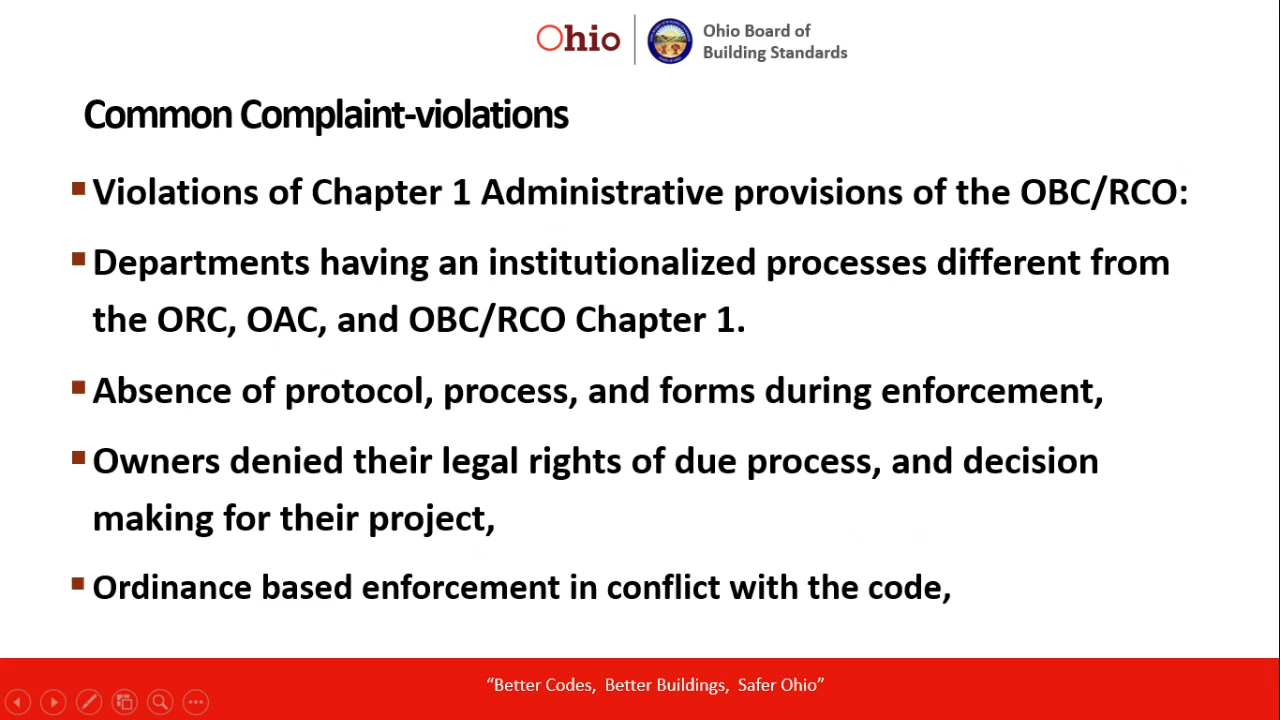 Ohio
Ohio Board of
Building Standards
Common Complaint-violations
Violations of Chapter 1 Administrative provisions of the OBC/RCO:
Departments having an institutionalized processes different from
the ORC, OAC, and OBC/RCO Chapter 1.
Absence of protocol, process, and forms during enforcement,
Owners denied their legal rights of due process, and decision
making for their project,
Ordinance based enforcement in conflict with the code,
“Better Codes, Better Buildings, Safer Ohio”